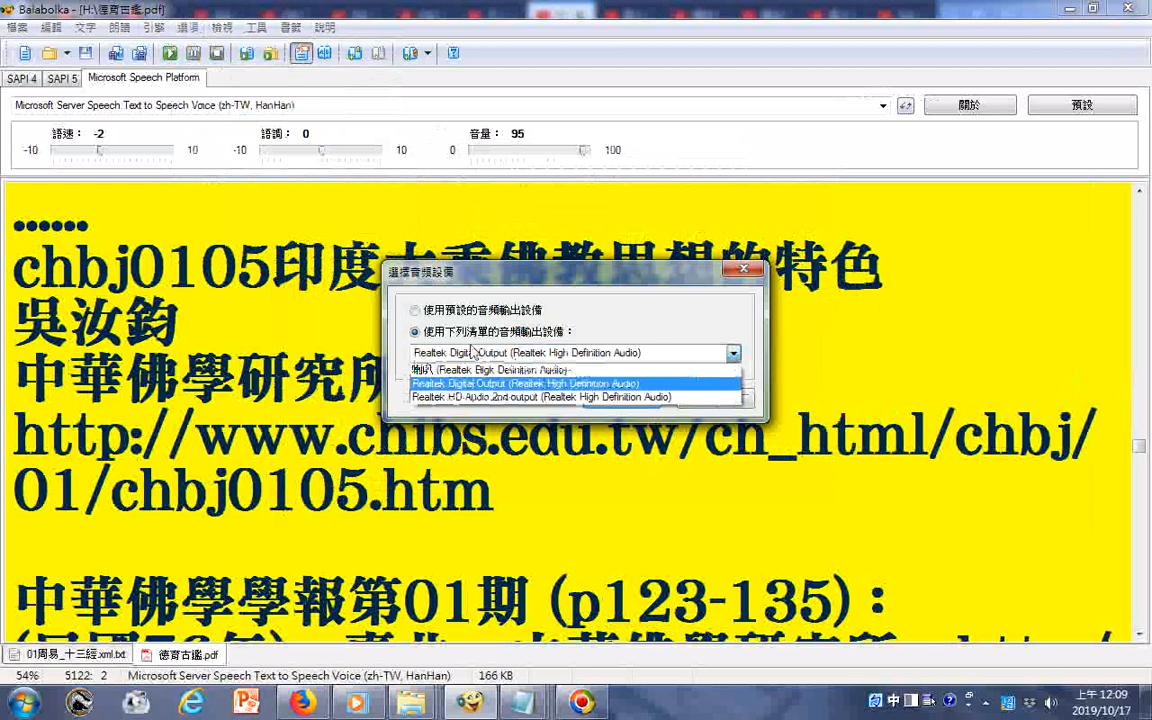 Balabolka - [H:\德育古鑑.pdf]
檔案 編輯 文字 朗讀 引擎 選項 檢視 工具 書籤 說明
SAPI 4 SAPI 5 Microsoft Speech Platform
Microsoft Server Speech Text to Speech Voice (zh-TW, HanHan) 關於 預設
語速： -2 語調： 0 音量： 95
-10 10 -10 10 0 100
......
chbj0105印度大乘佛教思想的特色
吳汝鈞
中華佛學研究所
http://www.chibs.edu.tw/ch_html/chbj/
01/chbj0105.htm
中華佛學學報第01期 (p123-135)：
選擇音頻設備
使用預設的音頻輸出設備
使用下列清單的音頻輸出設備：
Realtek Digital Output (Realtek High Definition Audio)
喇叭 (Realtek High Definition Audio)
Realtek Digital Output (Realtek High Definition Audio)
Realtek HD Audio 2nd output (Realtek High Definition Audio)
01周易_十三經.xml.txt 德育古鑑.pdf
54% 5122: 2 Microsoft Server Speech Text to Speech Voice (zh-TW, HanHan) 166 KB
中 上午 12:09
2019/10/17